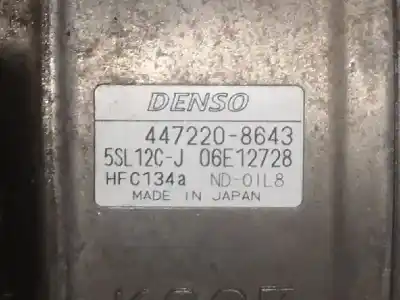 DENSO
447220-8643
5SL12C-J 06E12728
HFC134a ND-OIL8
MADE IN JAPAN